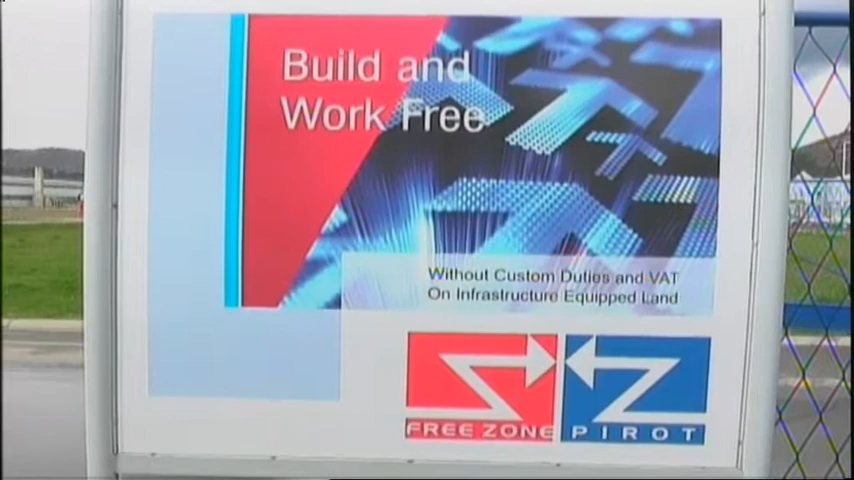 Build and
Work Free
Without Custom Duties and VAT
On Infrastructure Equipped Land
FREE ZONE PIROT